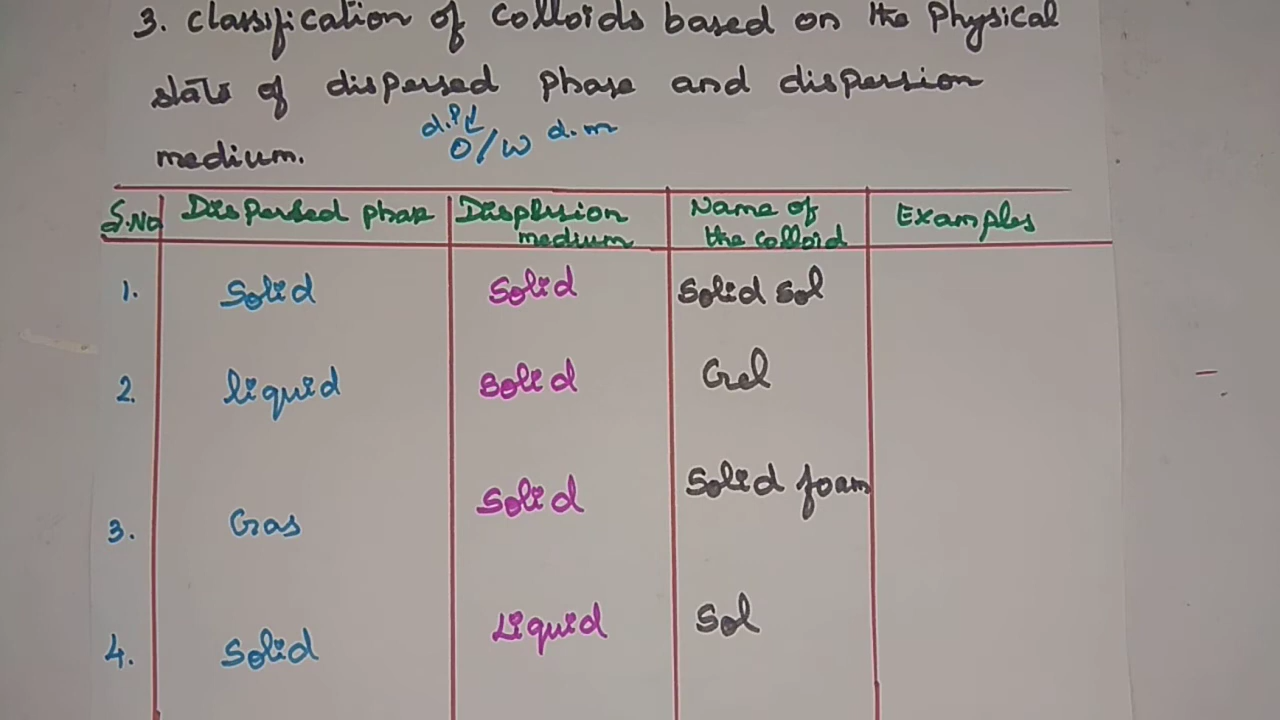 3. Classification of Colloids based on the Physical
state of dispersed phase and dispersion
medium.
d.P d.m
O/W
S.No Dispersed phase Dispersion medium Name of the colloid Examples
1. Solid Solid Solid sol
2. liquid Solid Gel
3. Gas Solid Solid foam
4. Solid Liquid Sol